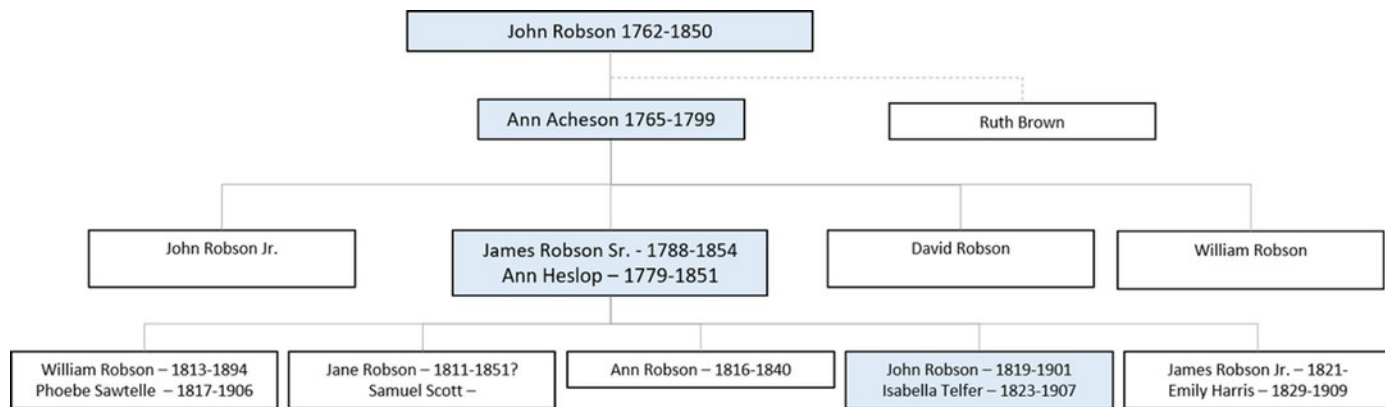 John Robson 1762-1850
Ann Acheson 1765-1799
Ruth Brown
John Robson Jr.
James Robson Sr. - 1788-1854
Ann Heslop – 1779-1851
David Robson
William Robson
William Robson – 1813-1894
Phoebe Sawtelle – 1817-1906
Jane Robson – 1811-1851?
Samuel Scott –
Ann Robson – 1816-1840
John Robson – 1819-1901
Isabella Telfer – 1823-1907
James Robson Jr. – 1821-
Emily Harris – 1829-1909